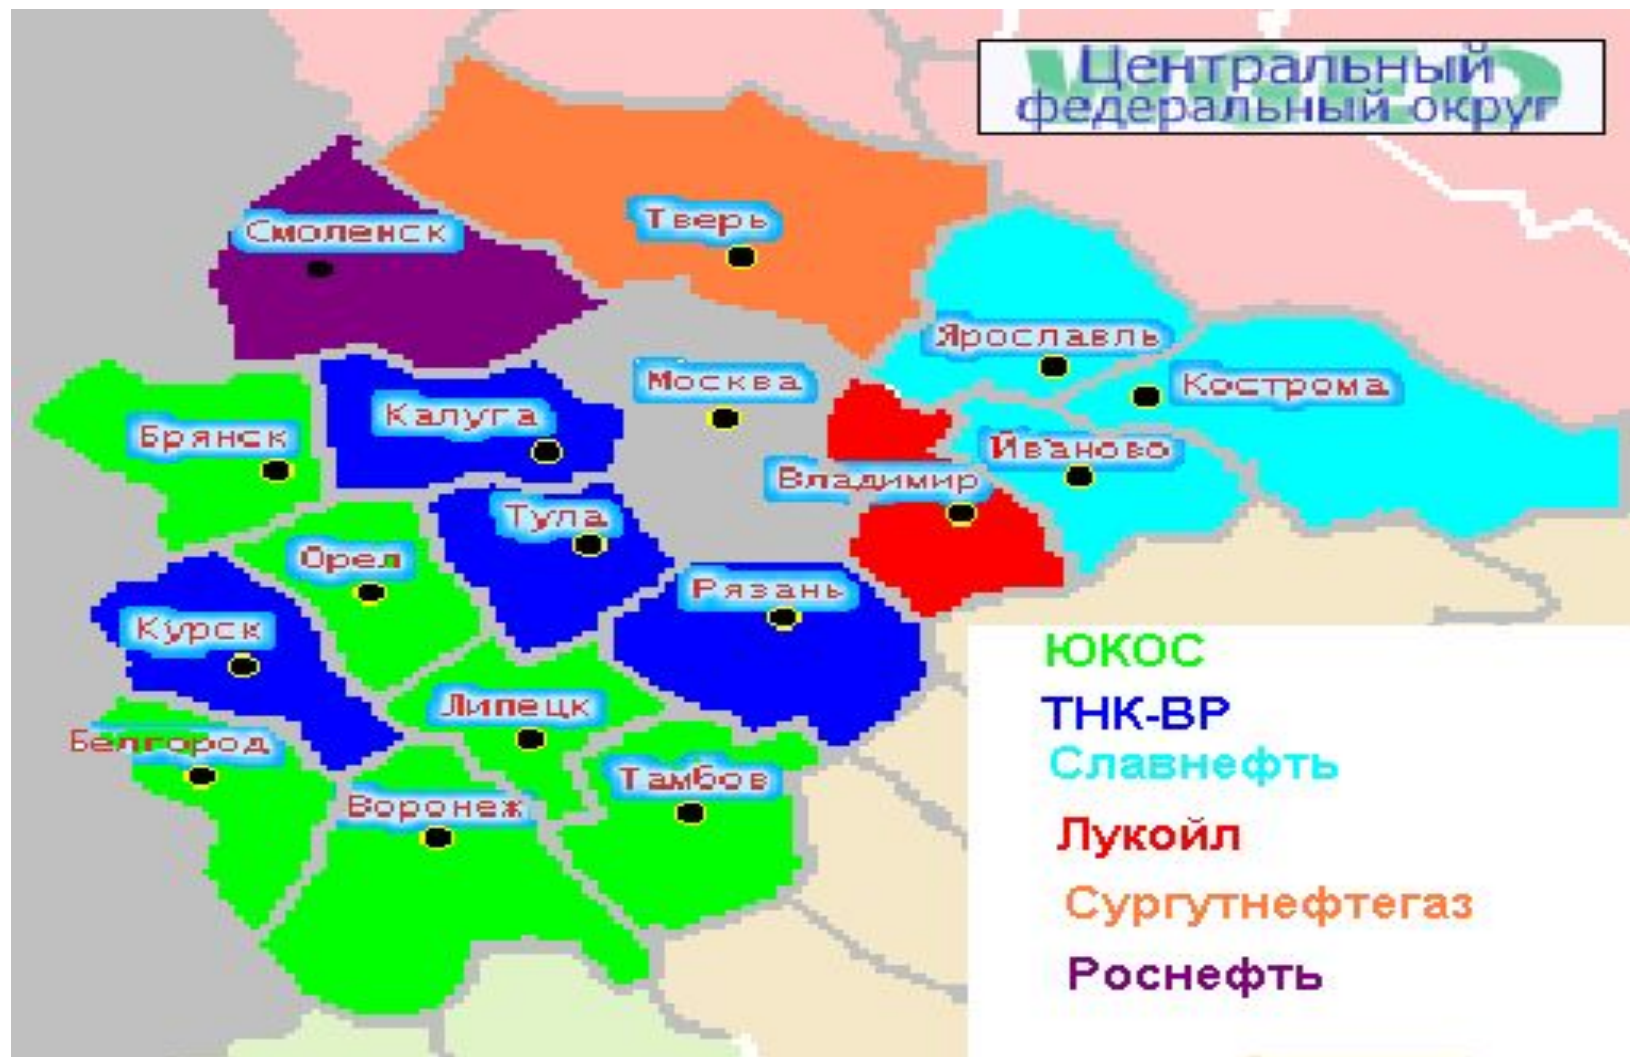 Центральный
федеральный округ
Тверь
Смоленск
Ярославль
Москва
Кострома
Калуга
Брянск
Иваново
Владимир
Тула
Орел
Рязань
Курск
Липецк
Белгород
Тамбов
Воронеж
ЮКОС
ТНК-ВР
Славнефть
Лукойл
Сургутнефтегаз
Роснефть